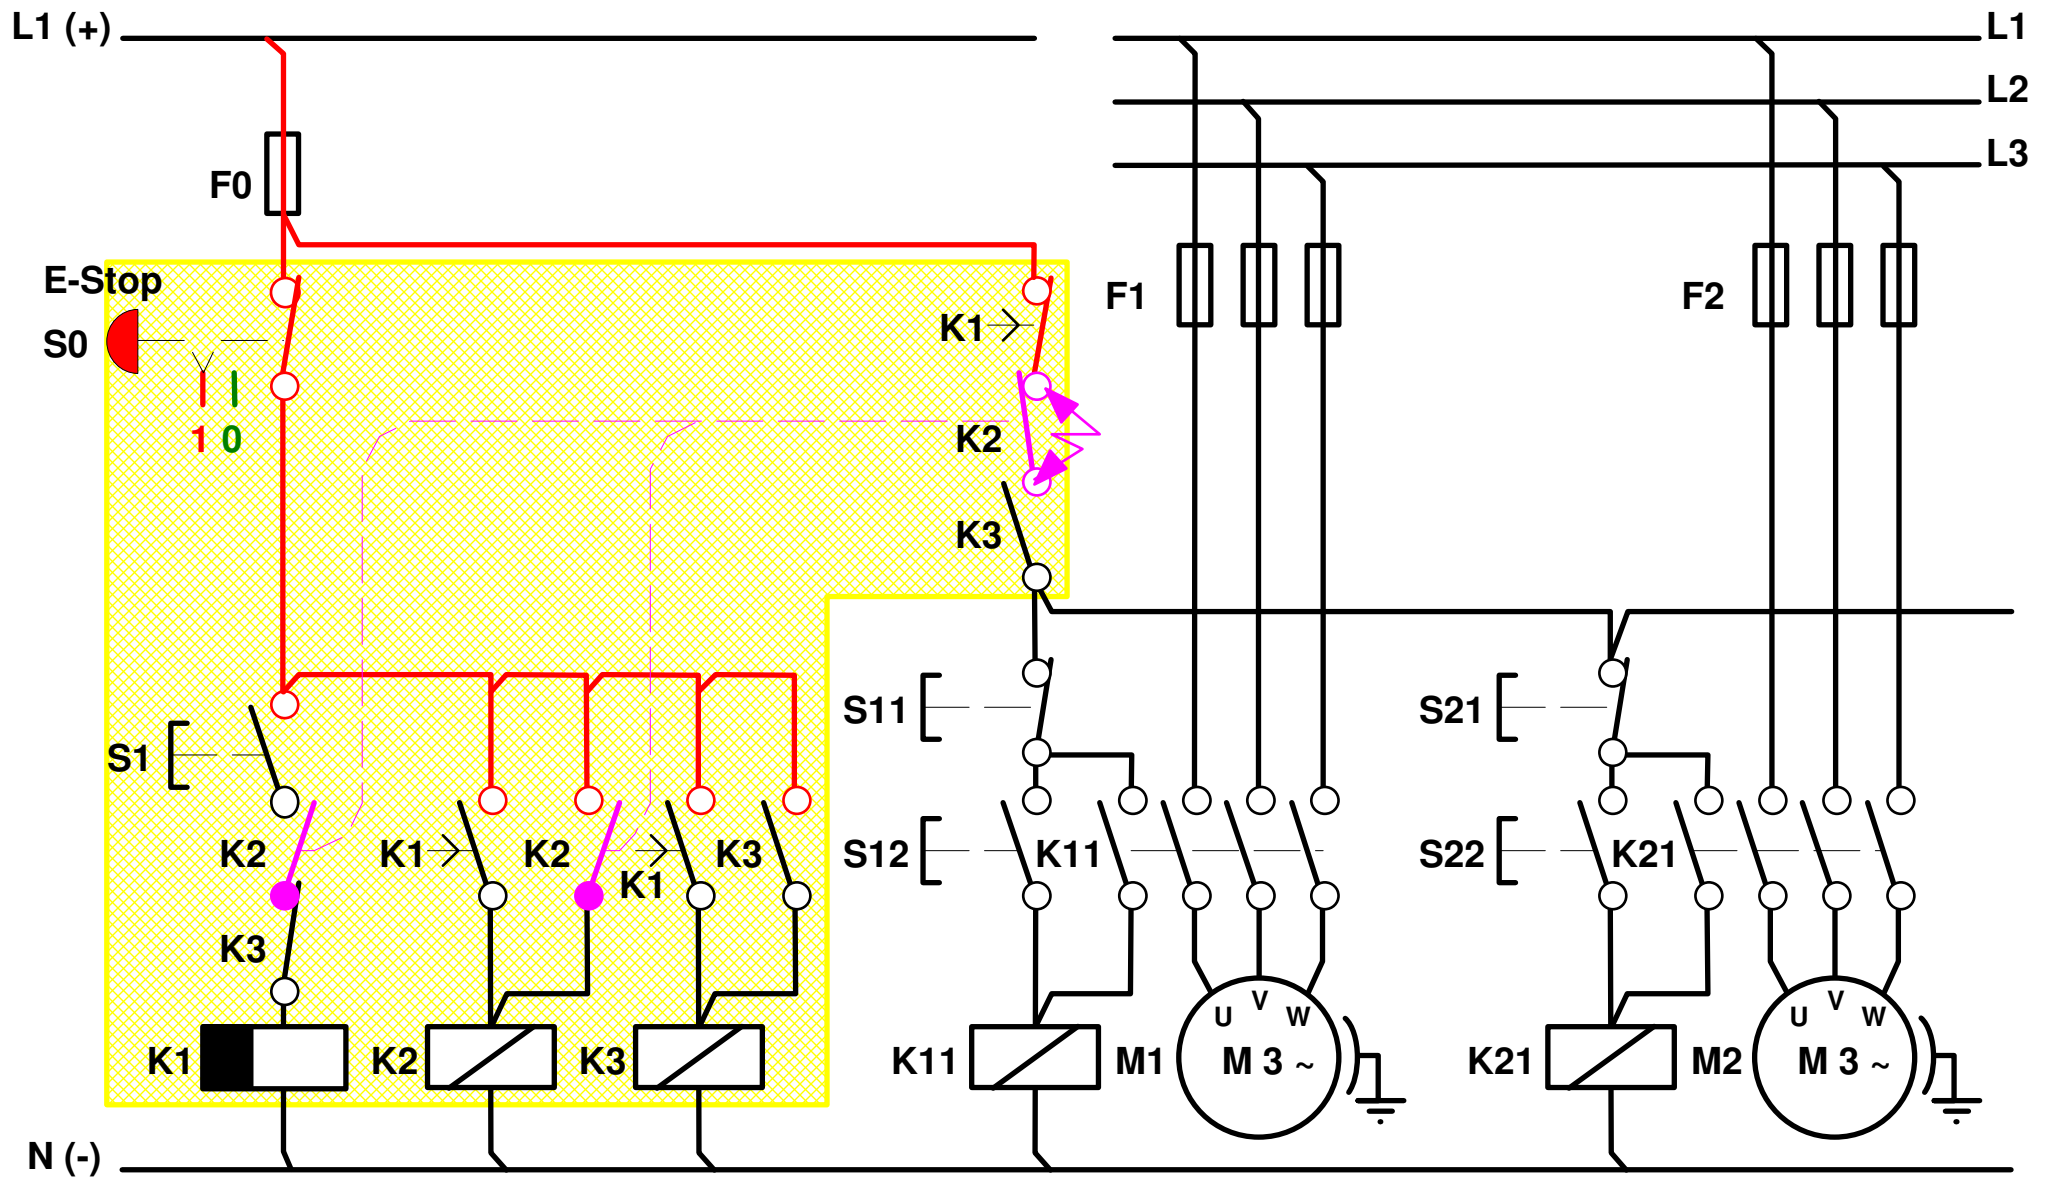 L1 (+)
L1
L2
L3
F0
E-Stop
S0
1 0
K1
F1
F2
K2
K3
S1
S11
S21
K2
K1
K2
K1
K3
S12
K11
S22
K21
K3
U V W
U V W
K1
K2
K3
K11
M1
M 3 ~
K21
M2
M 3 ~
N (-)